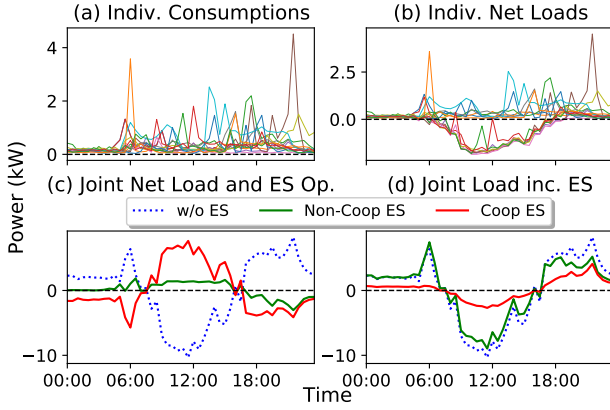 (a) Indiv. Consumptions
(b) Indiv. Net Loads
4
2
0
2.5
0.0
Power (kW)
(c) Joint Net Load and ES Op.
(d) Joint Load inc. ES
w/o ES
Non-Coop ES
Coop ES
0
−10
0
−10
00:00
06:00
12:00
18:00
00:00
06:00
12:00
18:00
Time